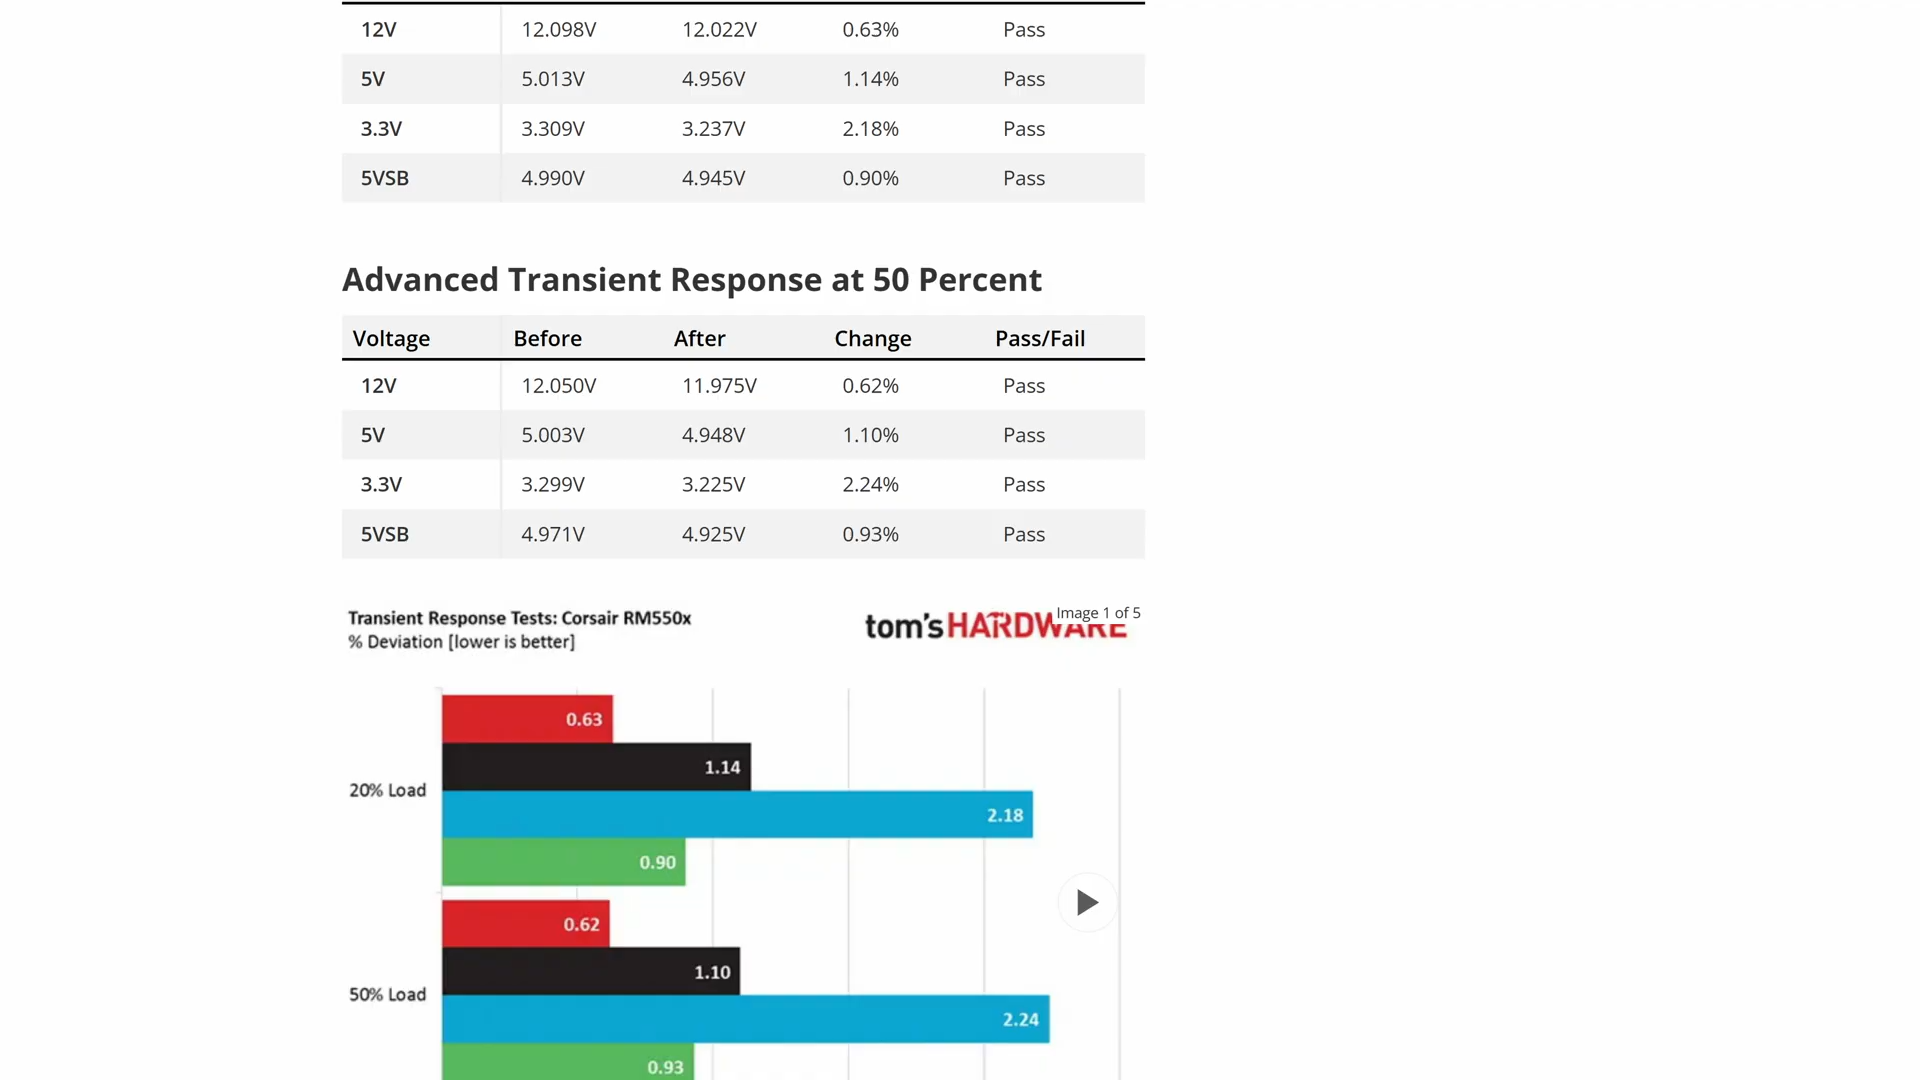 12V 12.098V 12.022V 0.63% Pass
5V 5.013V 4.956V 1.14% Pass
3.3V 3.309V 3.237V 2.18% Pass
5VSB 4.990V 4.945V 0.90% Pass
Advanced Transient Response at 50 Percent
Voltage Before After Change Pass/Fail
12V 12.050V 11.975V 0.62% Pass
5V 5.003V 4.948V 1.10% Pass
3.3V 3.299V 3.225V 2.24% Pass
5VSB 4.971V 4.925V 0.93% Pass
Transient Response Tests: Corsair RM550x
% Deviation [lower is better]
tom's HARDWARE
Image 1 of 5
0.63
1.14
20% Load
2.18
0.90
0.62
1.10
50% Load
2.24
0.93